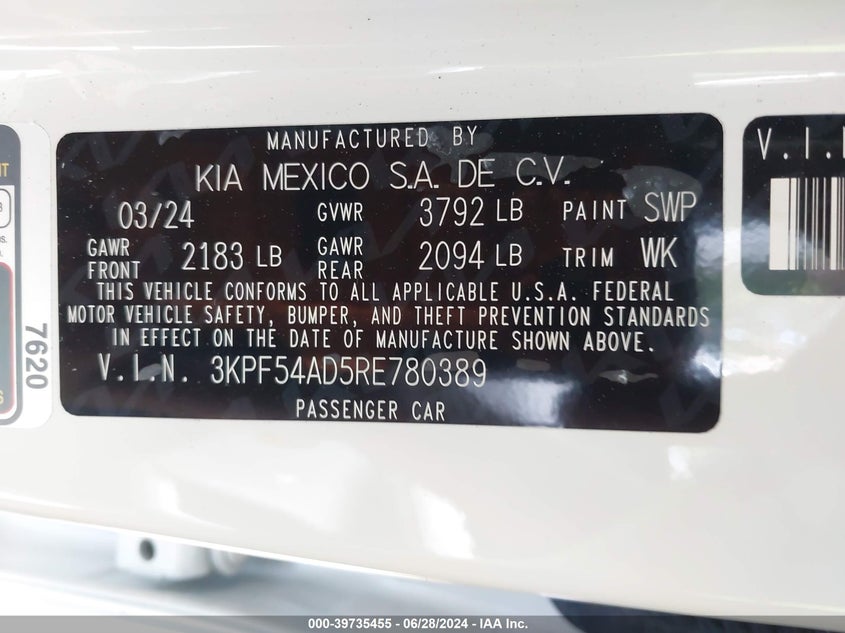 MANUFACTURED BY
KIA MEXICO S.A. DE C.V.
03/24 GVWR 3792 LB PAINT SWP
GAWR FRONT 2183 LB GAWR REAR 2094 LB TRIM WK
THIS VEHICLE CONFORMS TO ALL APPLICABLE U.S.A. FEDERAL
MOTOR VEHICLE SAFETY, BUMPER, AND THEFT PREVENTION STANDARDS
IN EFFECT ON THE DATE OF MANUFACTURE SHOWN ABOVE.
V.I.N. 3KPF54AD5RE780389
PASSENGER CAR
7620
V.I.
000-39735455 | 06/28/2024 | IAA Inc.